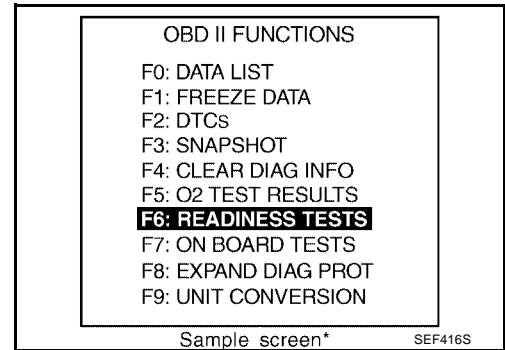 OBD II FUNCTIONS
F0: DATA LIST
F1: FREEZE DATA
F2: DTCs
F3: SNAPSHOT
F4: CLEAR DIAG INFO
F5: O2 TEST RESULTS
F6: READINESS TESTS
F7: ON BOARD TESTS
F8: EXPAND DIAG PROT
F9: UNIT CONVERSION
Sample screen*
SEF416S